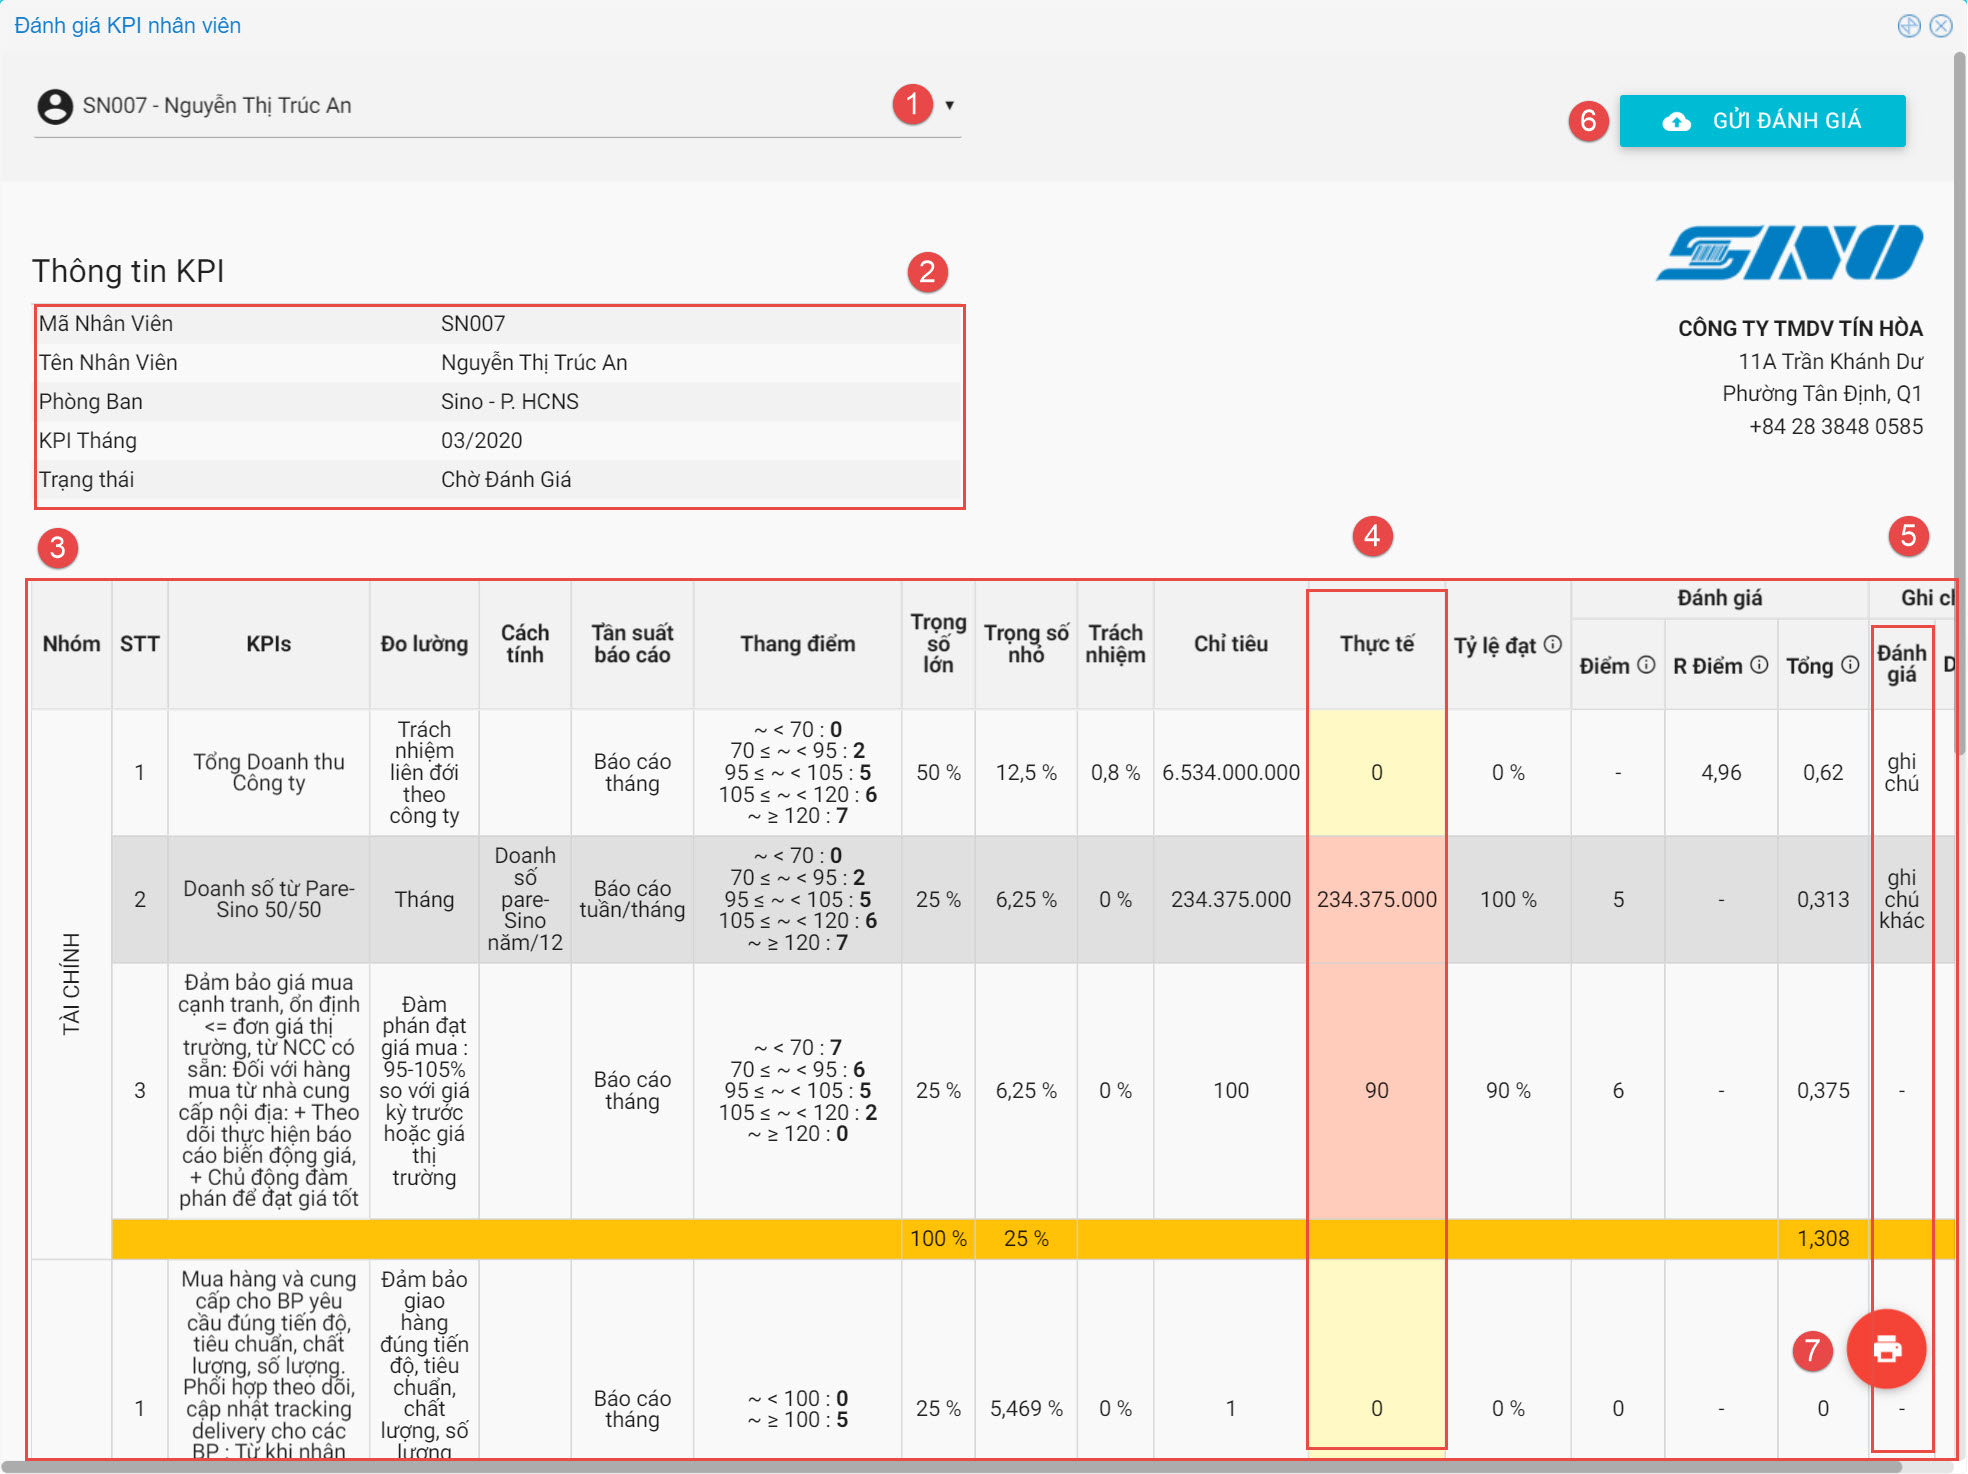 Đánh giá KPI nhân viên
SN007 - Nguyễn Thị Trúc An
1
6
GỬI ĐÁNH GIÁ
SINO
Thông tin KPI
2
CÔNG TY TMDV TÍN HÒA
11A Trần Khánh Dư
Phường Tân Định, Q1
+84 28 3848 0585
Mã Nhân Viên SN007
Tên Nhân Viên Nguyễn Thị Trúc An
Phòng Ban Sino - P. HCNS
KPI Tháng 03/2020
Trạng thái Chờ Đánh Giá
3
4
5
Nhóm
STT
KPIs
Đo lường
Cách
tính
Tần suất
báo cáo
Thang điểm
Trọng
số
lớn
Trọng số
nhỏ
Trách
nhiệm
Chỉ tiêu
Thực tế
Tỷ lệ đạt
Đánh giá
Điểm
R Điểm
Tổng
Ghi cl
Đánh
giá
D
TÀI CHÍNH
1
Tổng Doanh thu
Công ty
Trách
nhiệm
liên đới
theo
công ty
Báo cáo
tháng
~ < 70 : 0
70 ≤ ~ < 95 : 2
95 ≤ ~ < 105 : 5
105 ≤ ~ < 120 : 6
~ ≥ 120 : 7
50 %
12,5 %
0,8 %
6.534.000.000
0
0 %
-
4,96
0,62
ghi
chú
2
Doanh số từ Pare-
Sino 50/50
Tháng
Doanh
số
pare-
Sino
năm/12
Báo cáo
tuần/tháng
~ < 70 : 0
70 ≤ ~ < 95 : 2
95 ≤ ~ < 105 : 5
105 ≤ ~ < 120 : 6
~ ≥ 120 : 7
25 %
6,25 %
0 %
234.375.000
234.375.000
100 %
5
-
0,313
ghi
chú
khác
3
Đảm bảo giá mua
cạnh tranh, ổn định
<= đơn giá thị
trường, từ NCC có
sẵn: Đối với hàng
mua từ nhà cung
cấp nội địa: + Theo
dõi thực hiện báo
cáo biến động giá,
+ Chủ động đàm
phán để đạt giá tốt
Đàm
phán đạt
giá mua :
95-105%
so với giá
kỳ trước
hoặc giá
thị
trường
Báo cáo
tháng
~ < 70 : 7
70 ≤ ~ < 95 : 6
95 ≤ ~ < 105 : 5
105 ≤ ~ < 120 : 2
~ ≥ 120 : 0
25 %
6,25 %
0 %
100
90
90 %
6
-
0,375
-
100 %
25 %
1,308
1
Mua hàng và cung
cấp cho BP yêu
cầu đúng tiến độ,
tiêu chuẩn, chất
lượng, số lượng.
Phối hợp theo dõi,
cập nhật tracking
delivery cho các
BP : Từ khi nhận
Đảm bảo
giao
hàng
đúng tiến
độ, tiêu
chuẩn,
chất
lượng, số
lượng
Báo cáo
tháng
~ < 100 : 0
~ ≥ 100 : 5
25 %
5,469 %
0 %
1
0
0 %
0
-
0
-
7